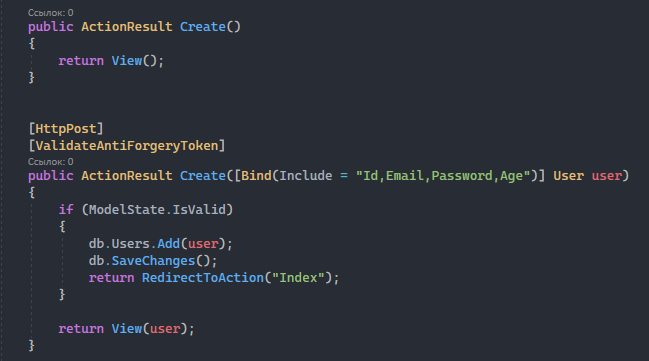 Ссылок: 0
public ActionResult Create()
{
    return View();
}
[HttpPost]
[ValidateAntiForgeryToken]
Ссылок: 0
public ActionResult Create([Bind(Include = "Id,Email,Password,Age")] User user)
{
    if (ModelState.IsValid)
    {
        db.Users.Add(user);
        db.SaveChanges();
        return RedirectToAction("Index");
    }
    return View(user);
}